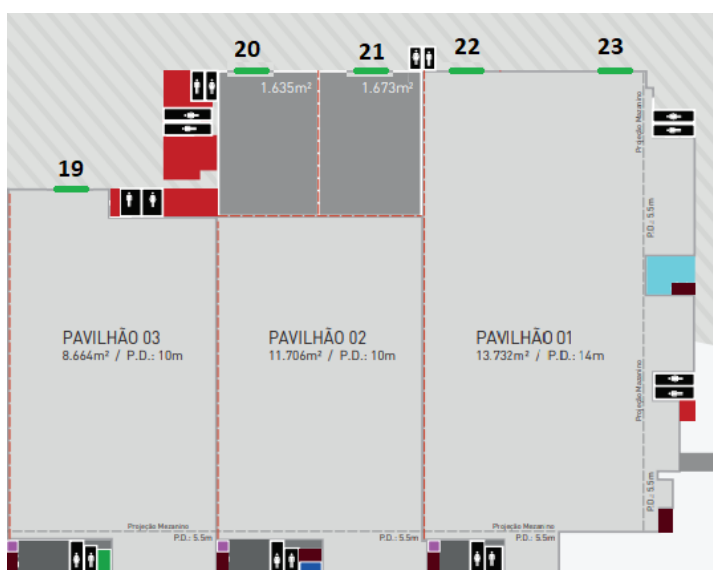 20
21
22
23
1.635m²
1.673m²
Projeção Mezanino
19
P.D.: 5.5m
PAVILHÃO 03
8.664m² / P.D.: 10m
PAVILHÃO 02
11.706m² / P.D.: 10m
PAVILHÃO 01
13.732m² / P.D.: 14m
Projeção Mezanino
P.D.: 5.5m
Projeção Mezanino
P.D.: 5.5m
P.D.: 5.5m
Projeção Mezanino
P.D.: 5.5m